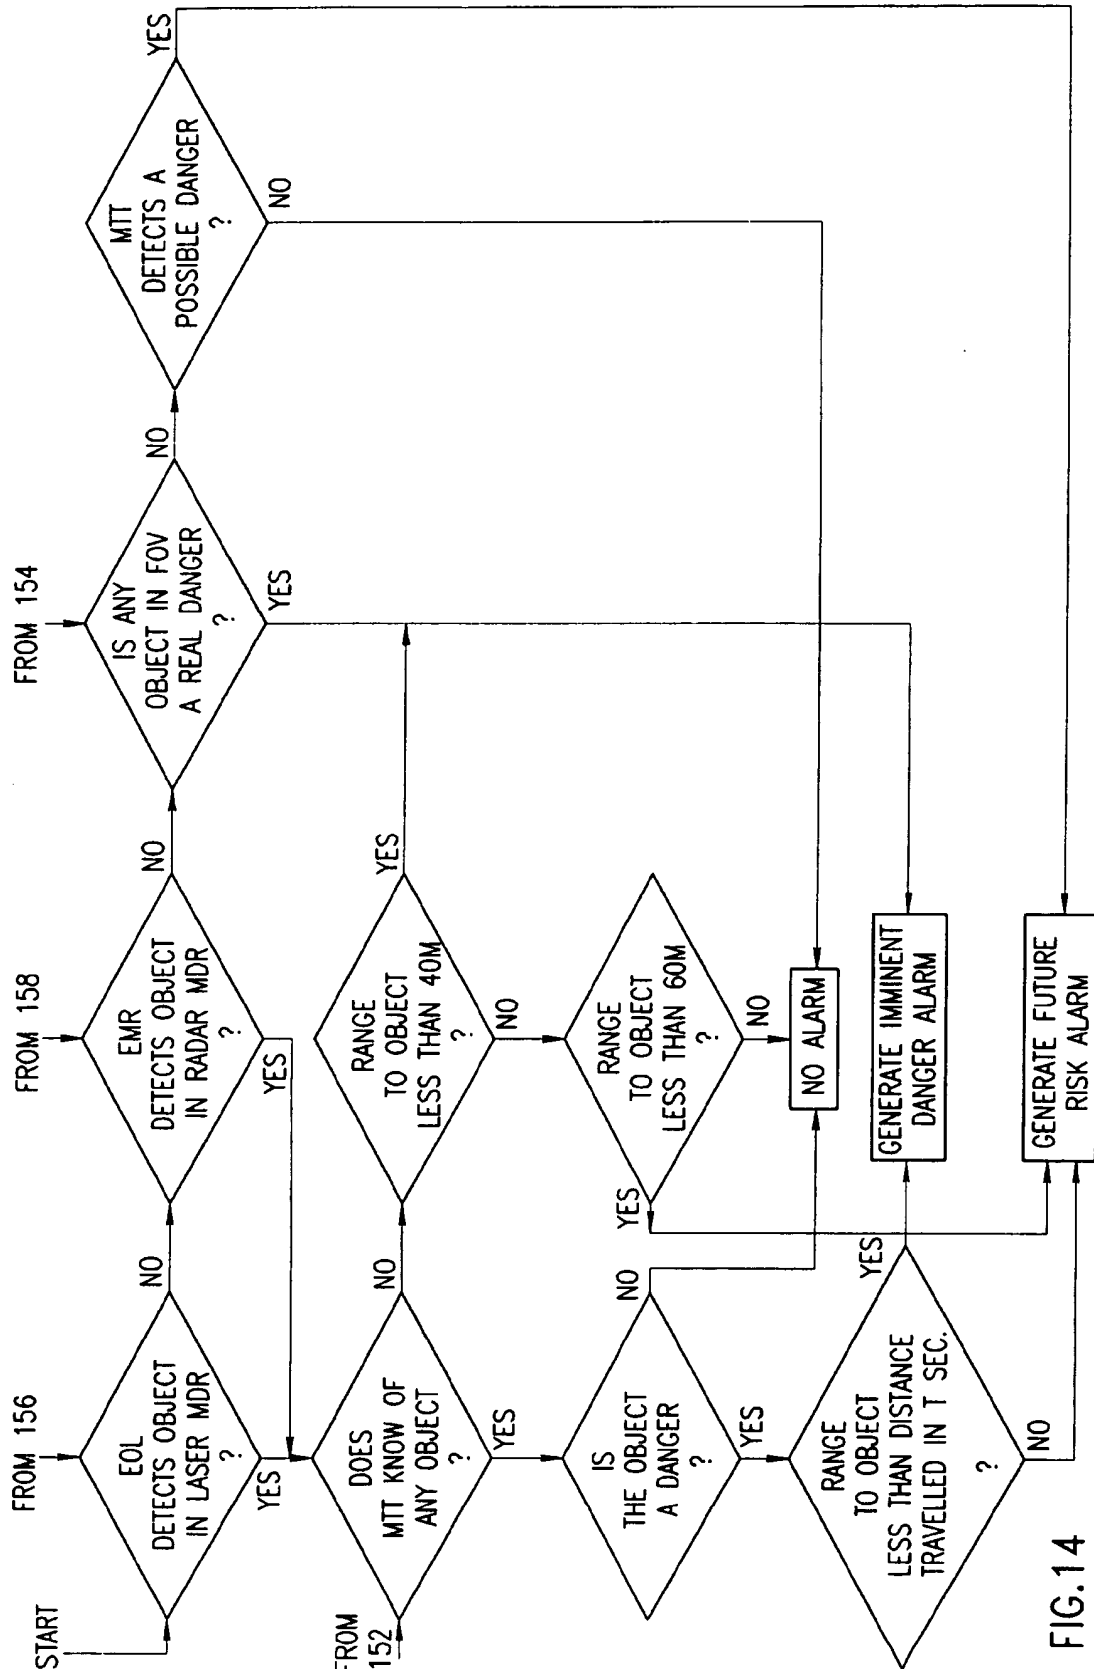 START
FROM 156
EOL
DETECTS OBJECT
IN LASER MDR
?
NO
YES
FROM 158
EMR
DETECTS OBJECT
IN RADAR MDR
?
NO
YES
FROM 154
IS ANY
OBJECT IN FOV
A REAL DANGER
?
NO
YES
MTT
DETECTS A
POSSIBLE DANGER
?
YES
NO
FROM
152
DOES
MTT KNOW OF
ANY OBJECT
?
NO
YES
RANGE
TO OBJECT
LESS THAN 40M
?
YES
NO
IS
THE OBJECT
A DANGER
?
NO
YES
RANGE
TO OBJECT
LESS THAN 60M
?
YES
NO
NO ALARM
RANGE
TO OBJECT
LESS THAN DISTANCE
TRAVELLED IN T SEC.
?
YES
NO
GENERATE IMMINENT
DANGER ALARM
GENERATE FUTURE
RISK ALARM
FIG.14